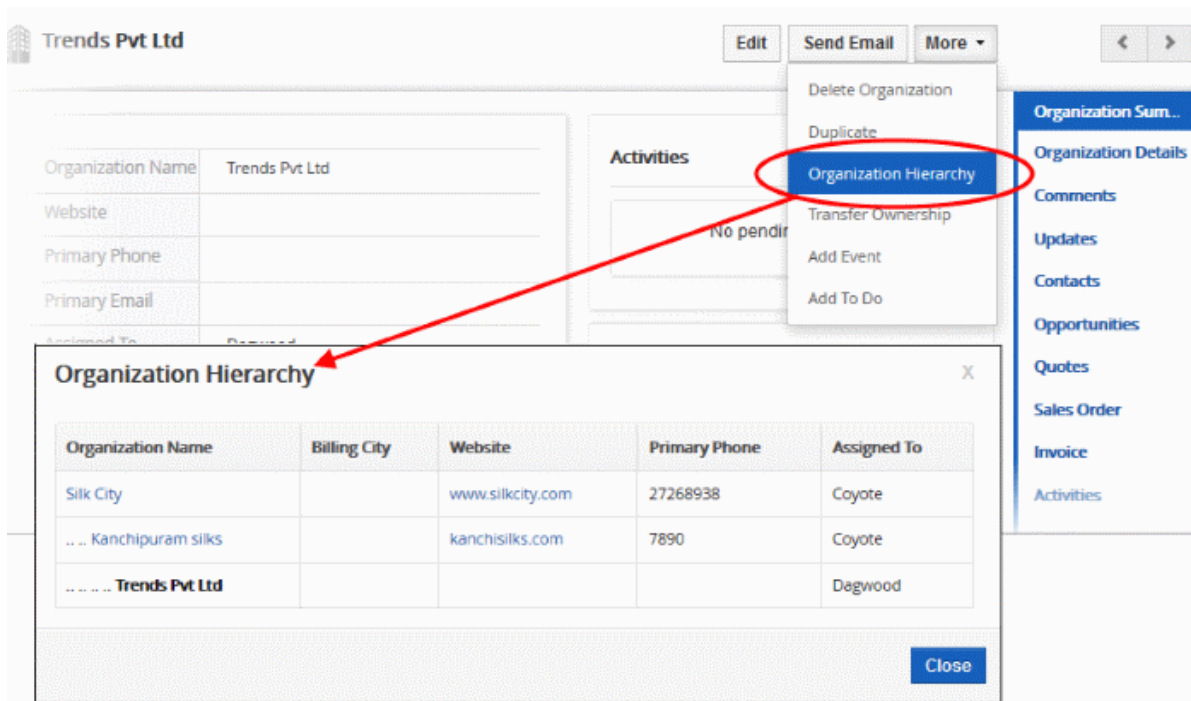 Trends Pvt Ltd
Edit
Send Email
More
Delete Organization
Duplicate
Organization Hierarchy
Transfer Ownership
Add Event
Add To Do
Organization Name Trends Pvt Ltd
Website
Primary Phone
Primary Email
Assigned To Dagwood
Activities
No pendin
Organization Sum...
Organization Details
Comments
Updates
Contacts
Opportunities
Quotes
Sales Order
Invoice
Activities
Organization Hierarchy
X
Organization Name Billing City Website Primary Phone Assigned To
Silk City www.silkcity.com 27268938 Coyote
.. .. Kanchipuram silks kanchisilks.com 7890 Coyote
.. .. .. .. Trends Pvt Ltd Dagwood
Close